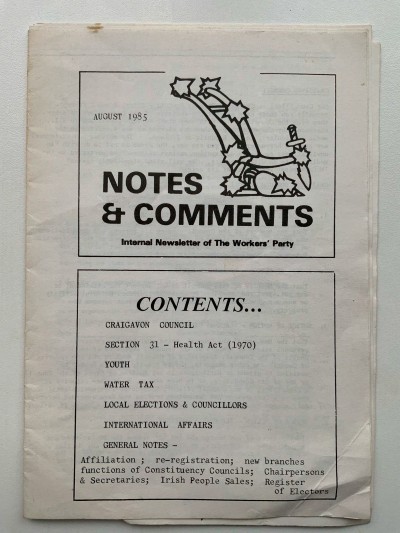 AUGUST 1985
NOTES
& COMMENTS
Internal Newsletter of The Workers' Party
CONTENTS...
CRAIGAVON COUNCIL
SECTION 31 - Health Act (1970)
YOUTH
WATER TAX
LOCAL ELECTIONS & COUNCILLORS
INTERNATIONAL AFFAIRS
GENERAL NOTES -
Affiliation ; re-registration; new branches
functions of Constituency Councils; Chairpersons
& Secretaries; Irish People Sales; Register
of Electors